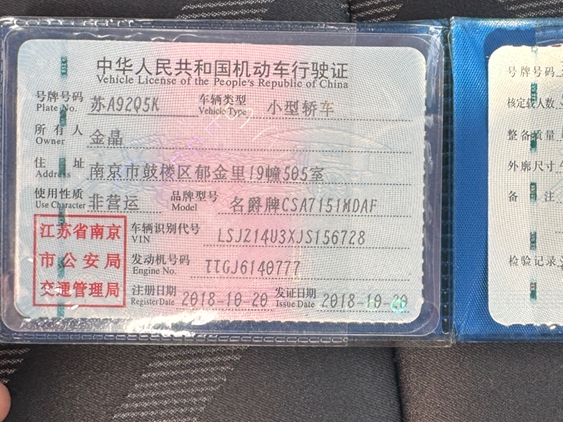 中华人民共和国机动车行驶证
Vehicle License of the People's Republic of China
号牌号码 苏A92Q5K 车辆类型 小型轿车
Plate No. Vehicle Type
所有人 金晶
Owner
住址 南京市鼓楼区郁金里19幢505室
Address
使用性质 非营运 品牌型号 名爵牌CSA7151MDAF
Use Character Model
江苏省南京
市公安局
交通管理局
车辆识别代号 LSJZ14U3XJS156728
VIN
发动机号码 TTGJ6140777
Engine No.
注册日期 2018-10-20 发证日期 2018-10-20
Register Date Issue Date
号牌号码
核定载人数
整备质量
外廓尺寸
备注
检验记录